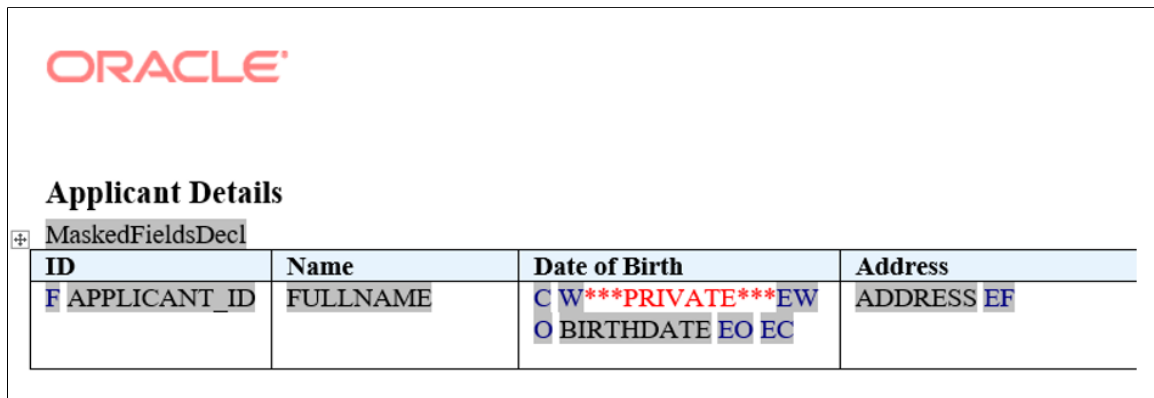 ORACLE
Applicant Details
MaskedFieldsDecl
ID Name Date of Birth Address
F APPLICANT_ID FULLNAME C W***PRIVATE***EW ADDRESS EF
O BIRTHDATE EO EC